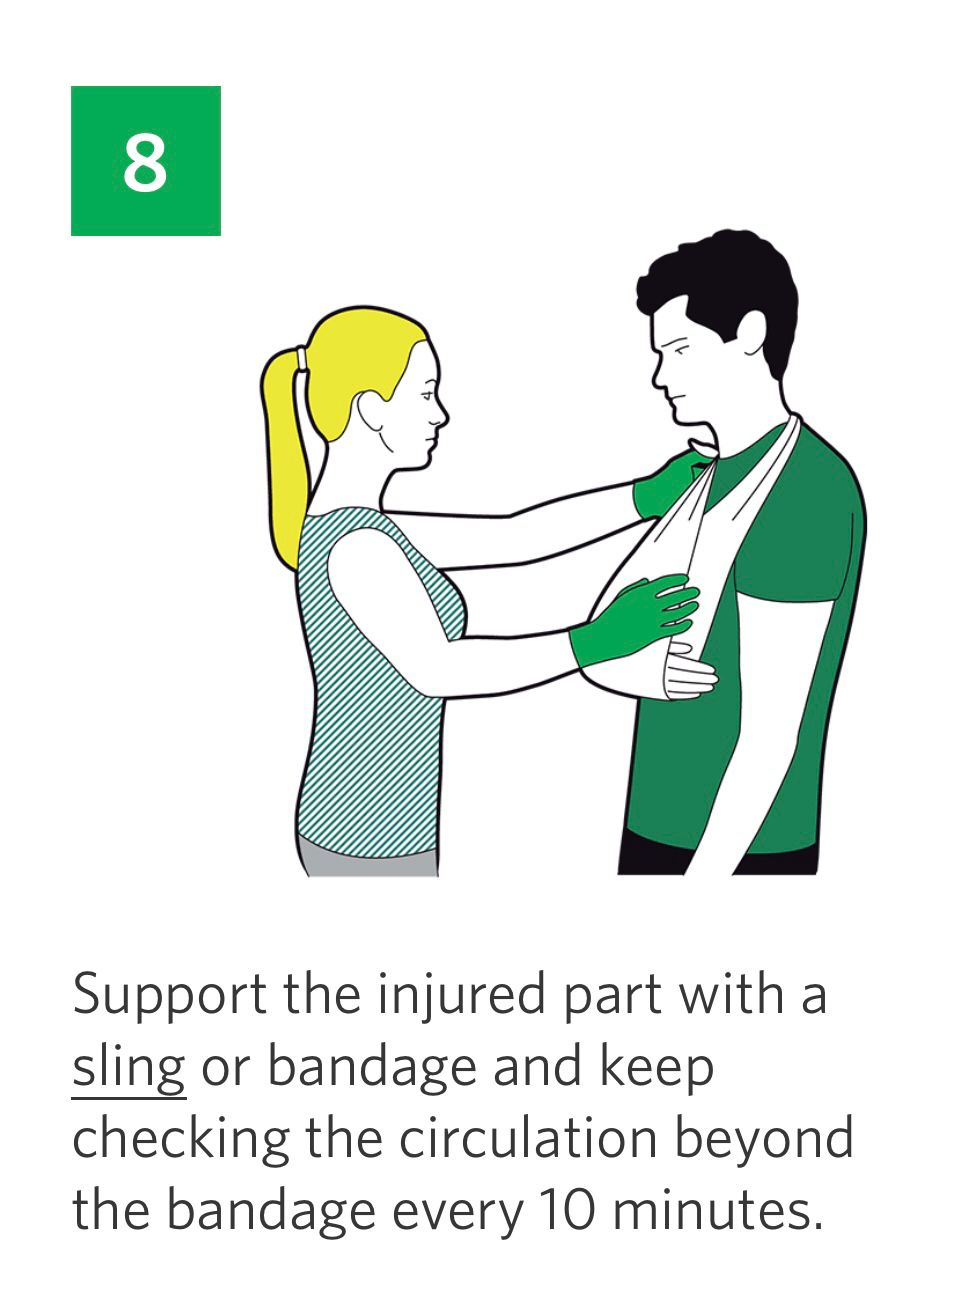 8
Support the injured part with a
sling or bandage and keep
checking the circulation beyond
the bandage every 10 minutes.